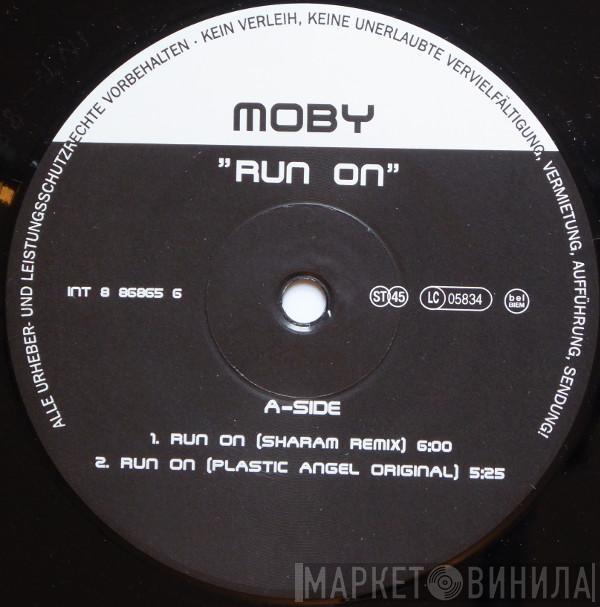 ALLE URHEBER- UND LEISTUNGSSCHUTZRECHTE VORBEHALTEN · KEIN VERLEIH, KEINE UNERLAUBTE VERVIELFÄLTIGUNG, VERMIETUNG, AUFFÜHRUNG, SENDUNG!
MOBY
"RUN ON"
INT 8 86865 6
ST 45
LC 05834
bel BIEM
A-SIDE
1. RUN ON (SHARAM REMIX) 6:00
2. RUN ON (PLASTIC ANGEL ORIGINAL) 5:25
МАРКЕТ ВИНИЛА